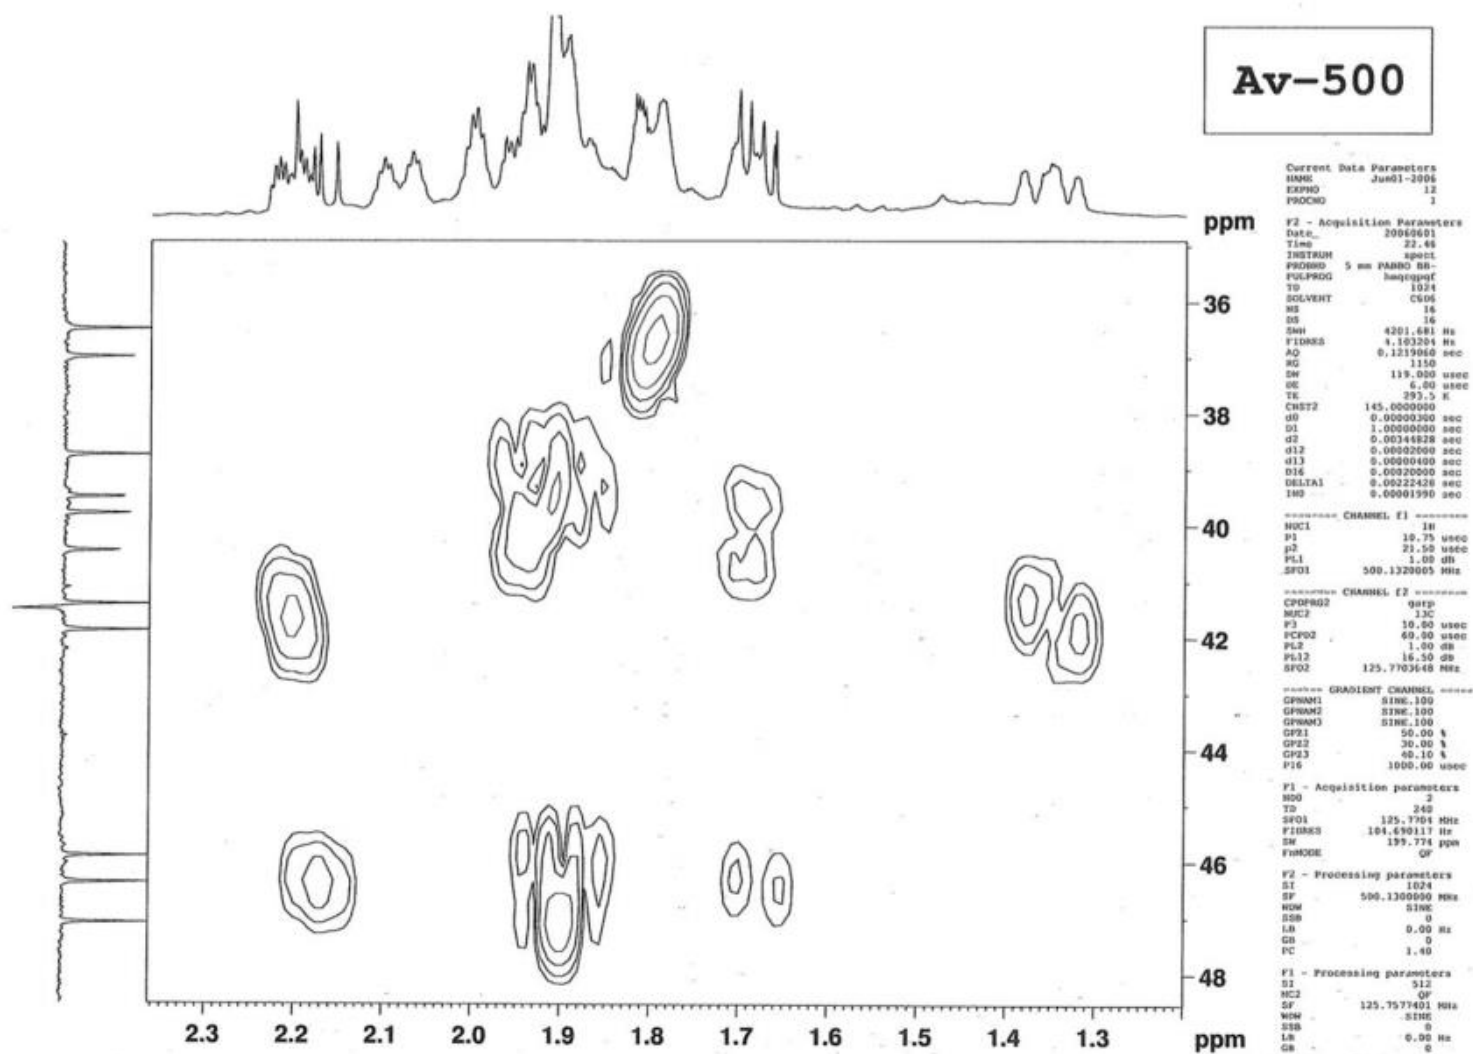 Av-500
ppm
36
38
40
42
44
46
48
2.3 2.2 2.1 2.0 1.9 1.8 1.7 1.6 1.5 1.4 1.3 ppm
Current Data Parameters
NAME Jun01-2006
EXPNO 12
PROCNO 1
F2 - Acquisition Parameters
Date_ 20060601
Time 22.46
INSTRUM spect
PROBHD 5 mm PABBO BB-
PULPROG hmqcgpqf
TD 1024
SOLVENT C6D6
NS 16
DS 16
SWH 4201.681 Hz
FIDRES 4.103204 Hz
AQ 0.1219060 sec
RG 1150
DW 119.000 usec
DE 6.00 usec
TE 293.5 K
CNST2 145.0000000
d0 0.00000300 sec
D1 1.00000000 sec
d2 0.00344828 sec
d12 0.00002000 sec
d13 0.00000400 sec
D16 0.00020000 sec
DELTA1 0.00222428 sec
IN0 0.00001990 sec
======== CHANNEL f1 ========
NUC1 1H
P1 10.75 usec
p2 21.50 usec
PL1 1.00 dB
SFO1 500.1320005 MHz
======== CHANNEL f2 ========
CPDPRG2 garp
NUC2 13C
P3 10.00 usec
PCPD2 60.00 usec
PL2 1.00 dB
PL12 16.50 dB
SFO2 125.7703648 MHz
====== GRADIENT CHANNEL =====
GPNAM1 SINE.100
GPNAM2 SINE.100
GPNAM3 SINE.100
GPZ1 50.00 %
GPZ2 30.00 %
GPZ3 40.10 %
P16 1000.00 usec
F1 - Acquisition parameters
ND0 2
TD 240
SFO1 125.7704 MHz
FIDRES 104.690117 Hz
SW 199.774 ppm
FnMODE QF
F2 - Processing parameters
SI 1024
SF 500.1300000 MHz
WDW SINE
SSB 0
LB 0.00 Hz
GB 0
PC 1.40
F1 - Processing parameters
SI 512
MC2 QF
SF 125.7577401 MHz
WDW SINE
SSB 0
LB 0.00 Hz
GB 0